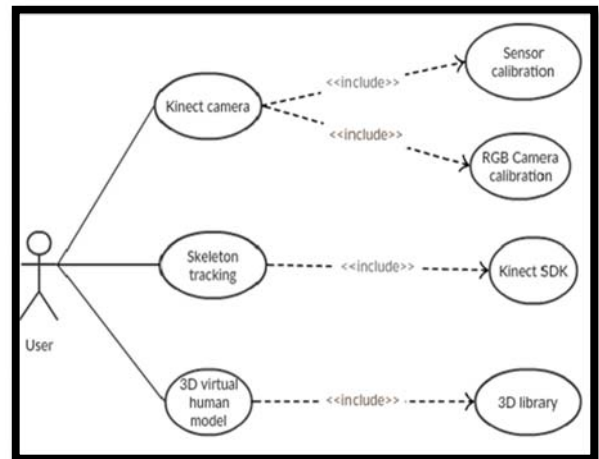 Sensor
calibration
<<include>>
Kinect camera
<<include>>
RGB Camera
calibration
Skeleton
tracking
<<include>>
Kinect SDK
User
3D virtual
human
model
<<include>>
3D library